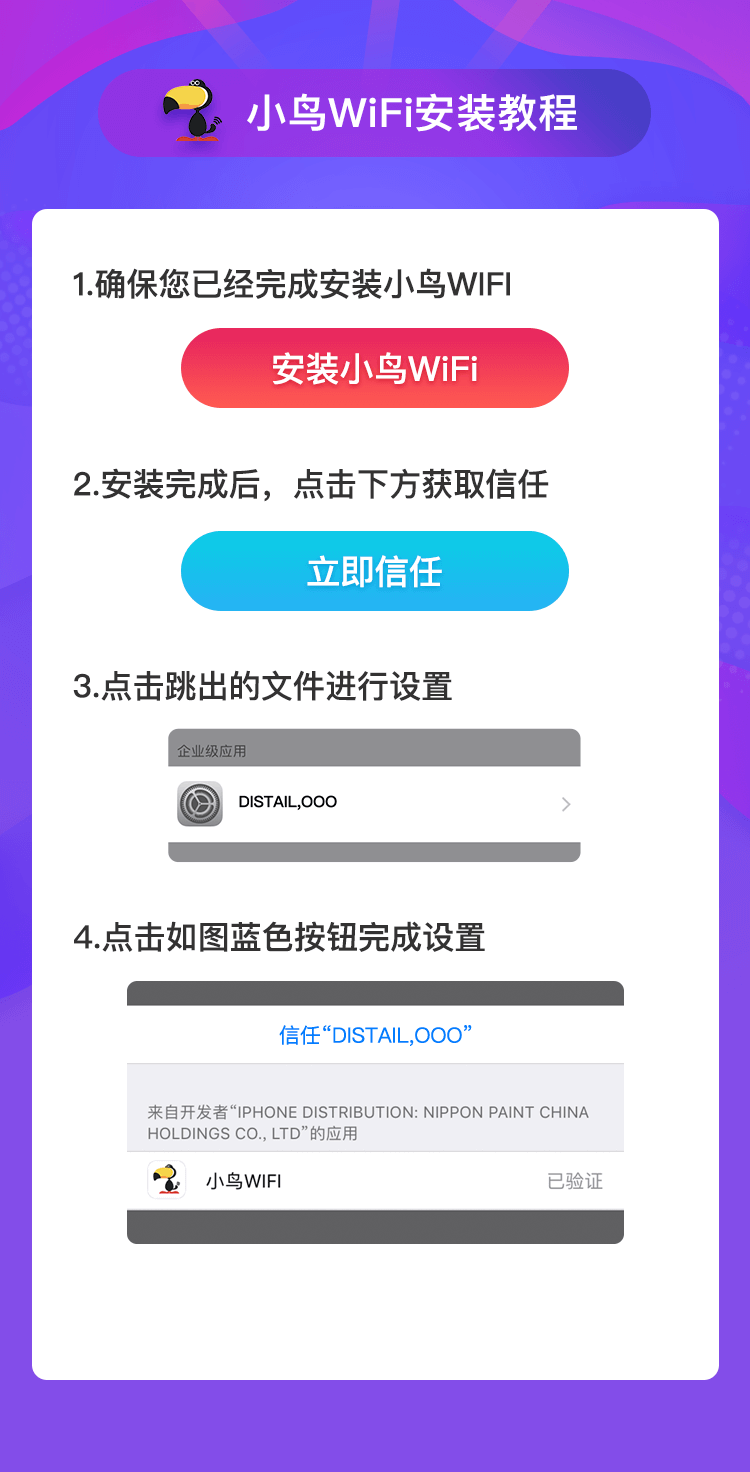 小鸟WiFi安装教程
1.确保您已经完成安装小鸟WIFI
安装小鸟WiFi
2.安装完成后，点击下方获取信任
立即信任
3.点击跳出的文件进行设置
企业级应用
DISTAIL,OOO
4.点击如图蓝色按钮完成设置
信任“DISTAIL,OOO”
来自开发者“IPHONE DISTRIBUTION: NIPPON PAINT CHINA
HOLDINGS CO., LTD”的应用
小鸟WIFI
已验证